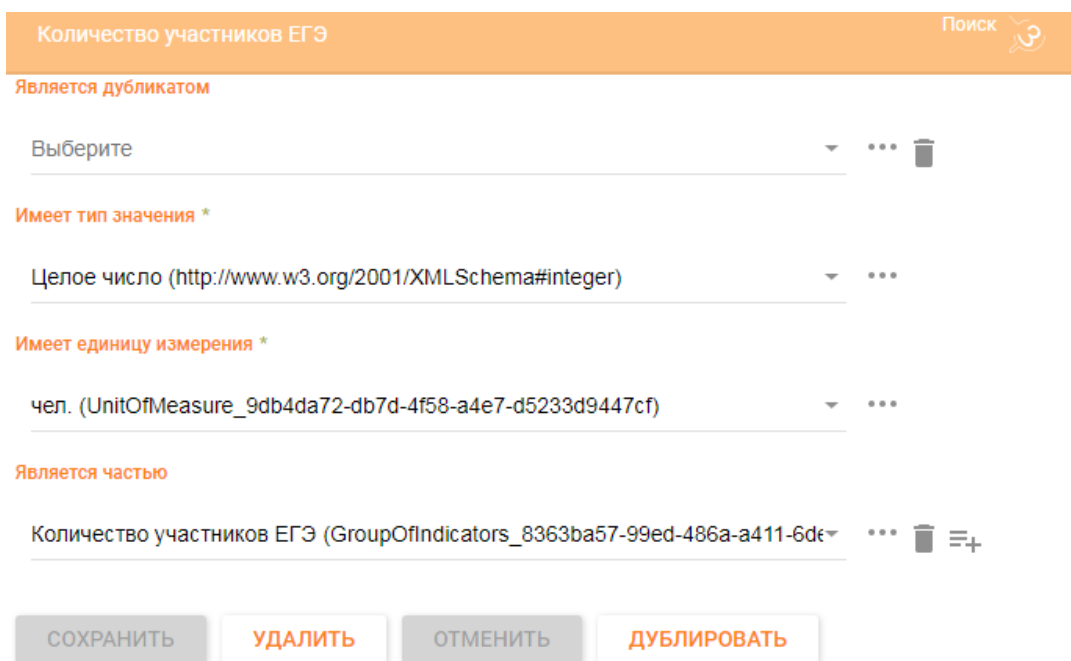 Количество участников ЕГЭ
Поиск
Является дубликатом
Выберите
Имеет тип значения *
Целое число (http://www.w3.org/2001/XMLSchema#integer)
Имеет единицу измерения *
чел. (UnitOfMeasure_9db4da72-db7d-4f58-a4e7-d5233d9447cf)
Является частью
Количество участников ЕГЭ (GroupOfIndicators_8363ba57-99ed-486a-a411-6de
СОХРАНИТЬ УДАЛИТЬ ОТМЕНИТЬ ДУБЛИРОВАТЬ